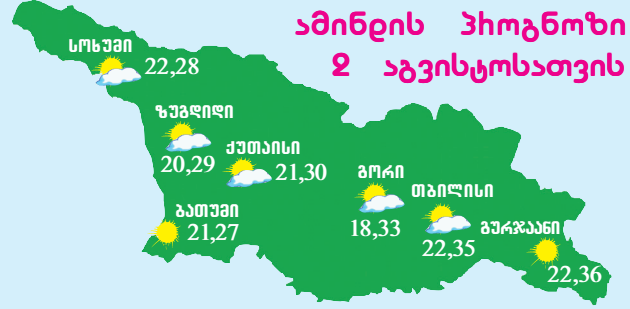 ამინდის პროგნოზი
2 აგვისტოსათვის
სოხუმი
22,28
ზუგდიდი
20,29
ქუთაისი
21,30
გორი
18,33
თბილისი
22,35
ბათუმი
21,27
გურჯაანი
22,36